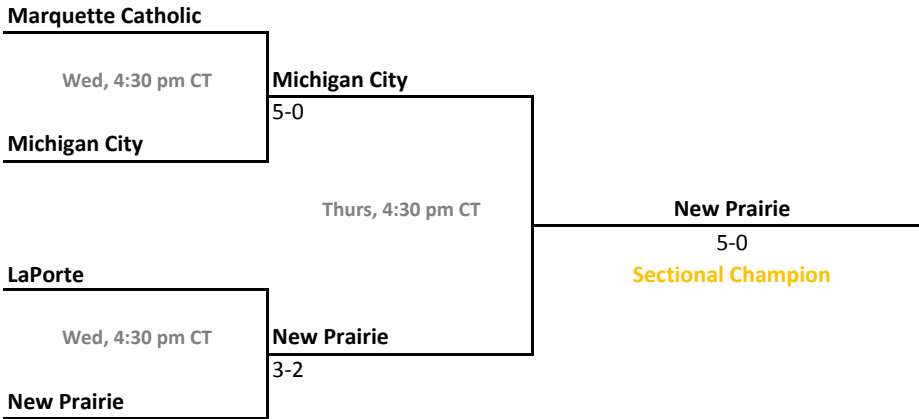 Marquette Catholic
Wed, 4:30 pm CT
Michigan City
5-0
Michigan City
Thurs, 4:30 pm CT
New Prairie
5-0
Sectional Champion
LaPorte
Wed, 4:30 pm CT
New Prairie
3-2
New Prairie